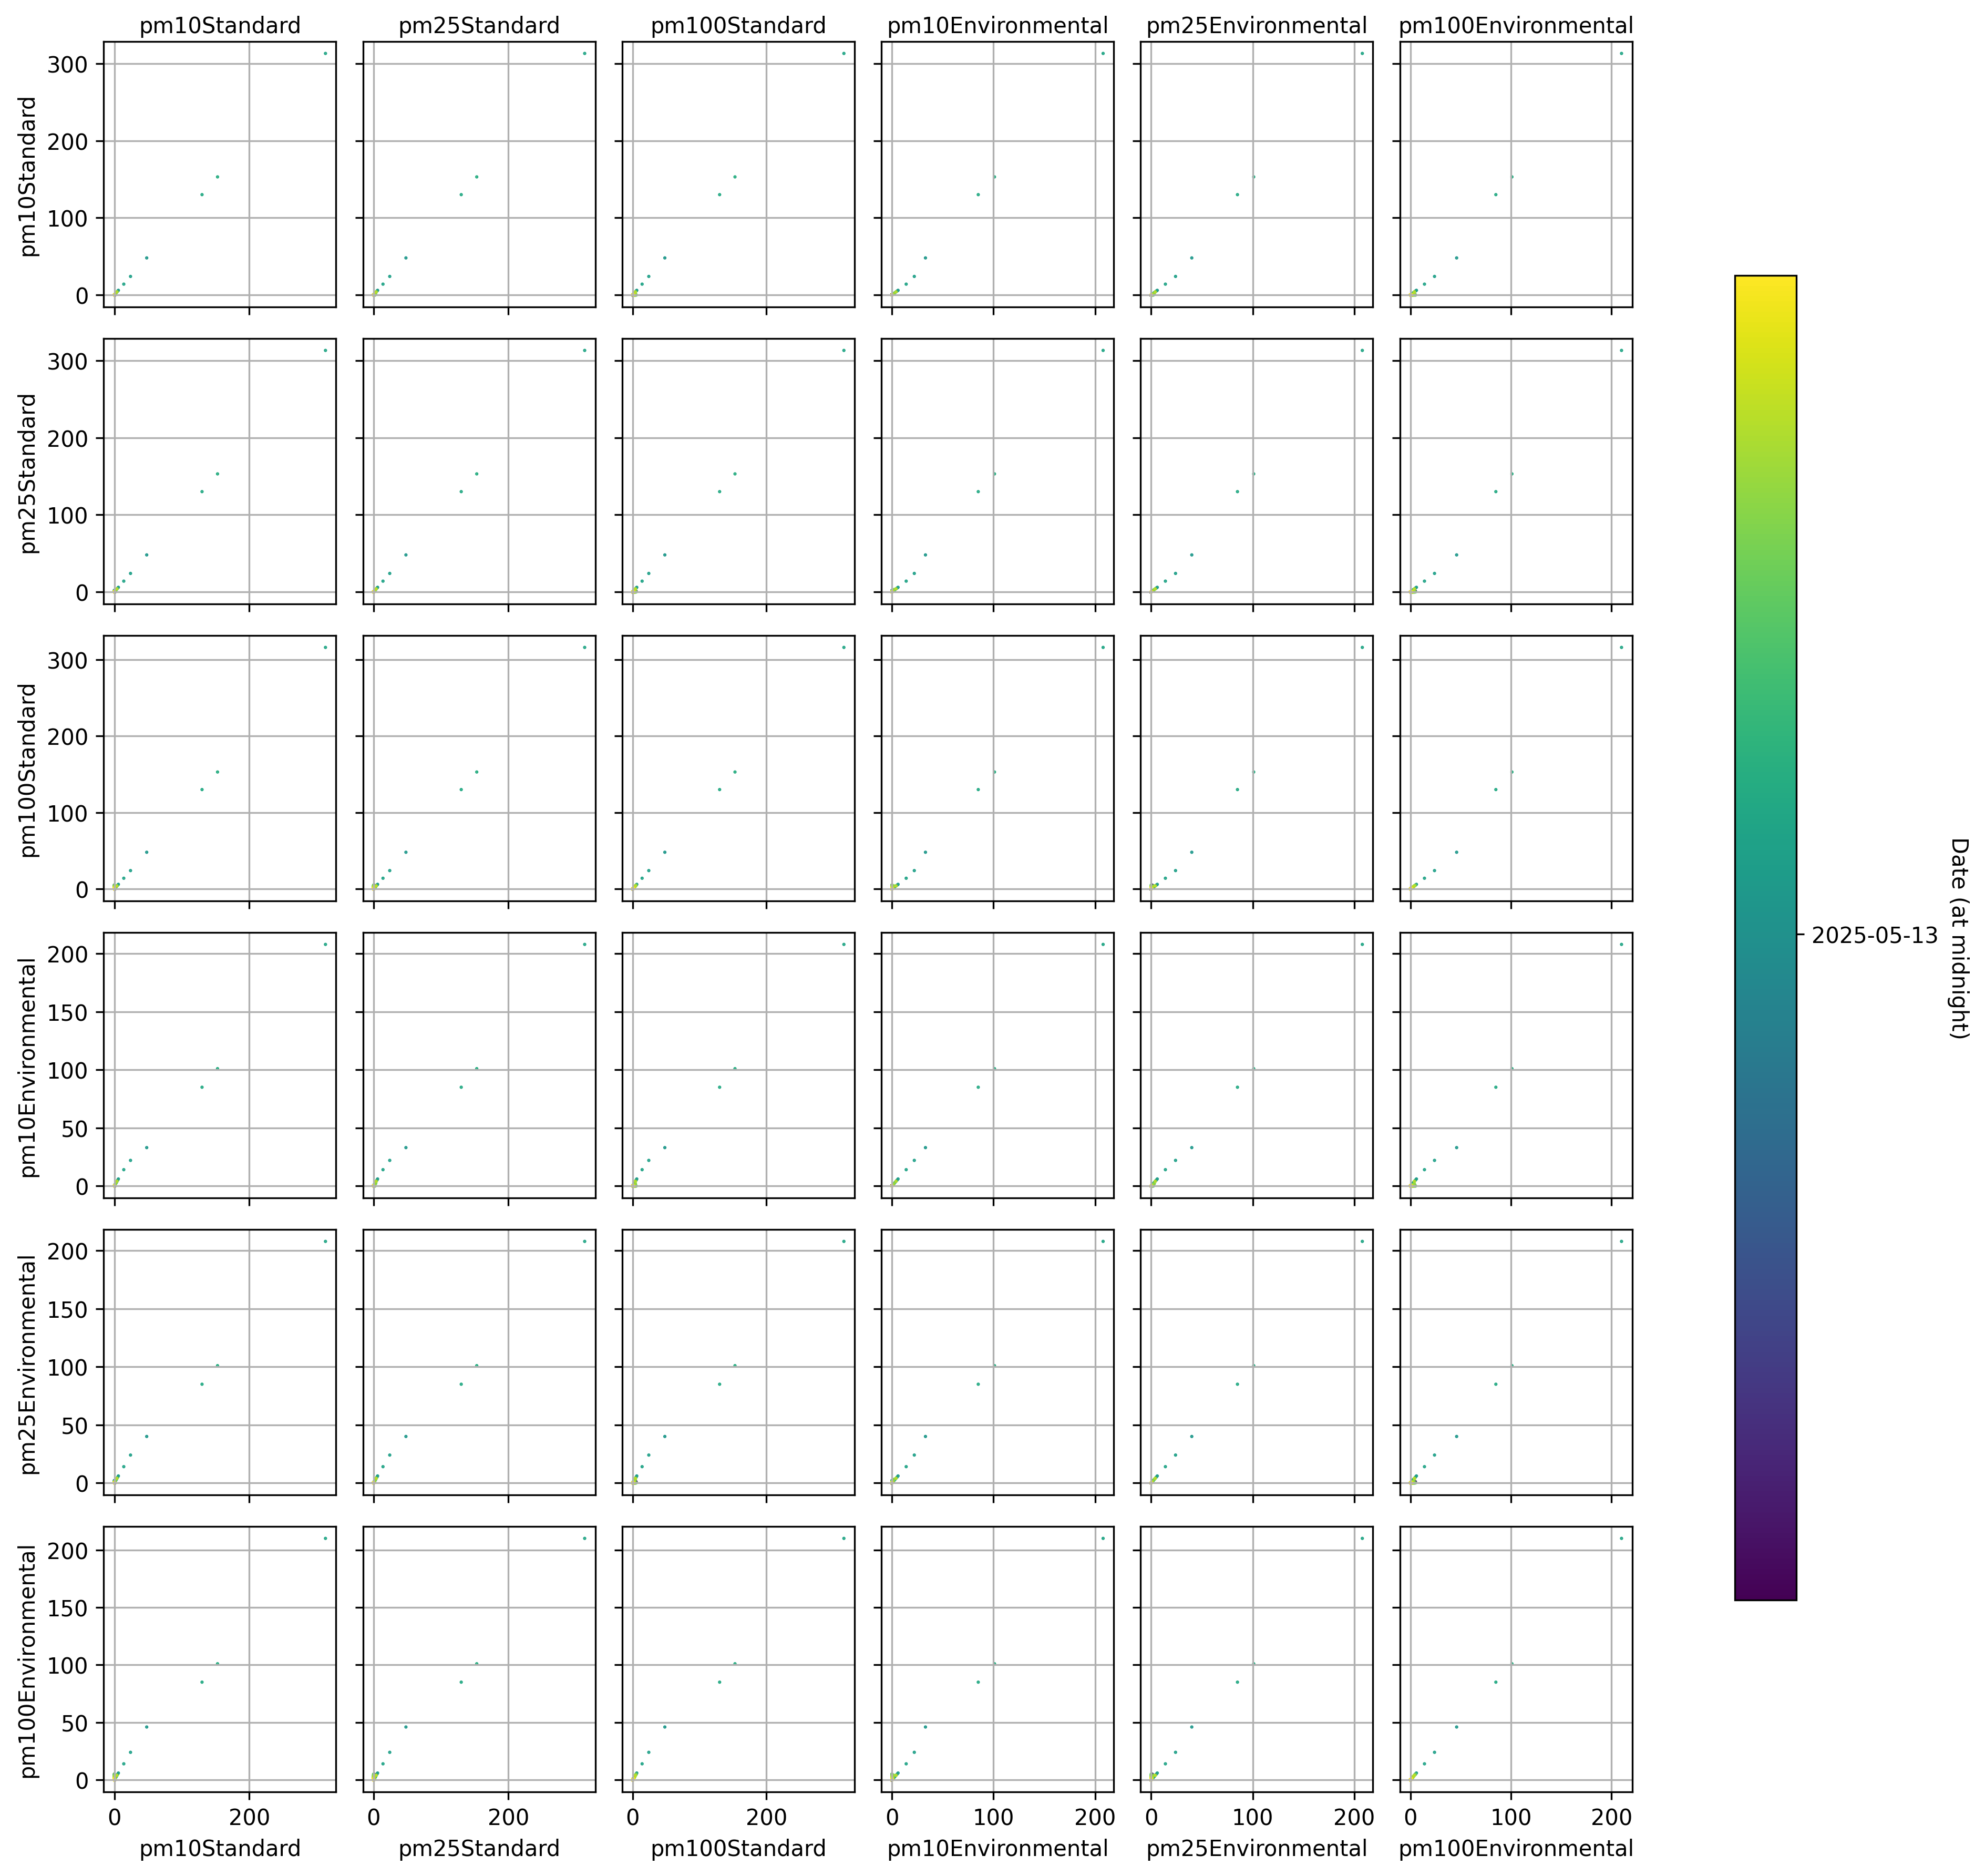 pm10Standard pm25Standard pm100Standard pm10Environmental pm25Environmental pm100Environmental
pm10Standard
300
200
100
0
pm25Standard
300
200
100
0
pm100Standard
300
200
100
0
pm10Environmental
200
150
100
50
0
pm25Environmental
200
150
100
50
0
pm100Environmental
200
150
100
50
0
0 200 0 200 0 200 0 100 200 0 100 200 0 100 200
pm10Standard pm25Standard pm100Standard pm10Environmental pm25Environmental pm100Environmental
2025-05-13
Date (at midnight)